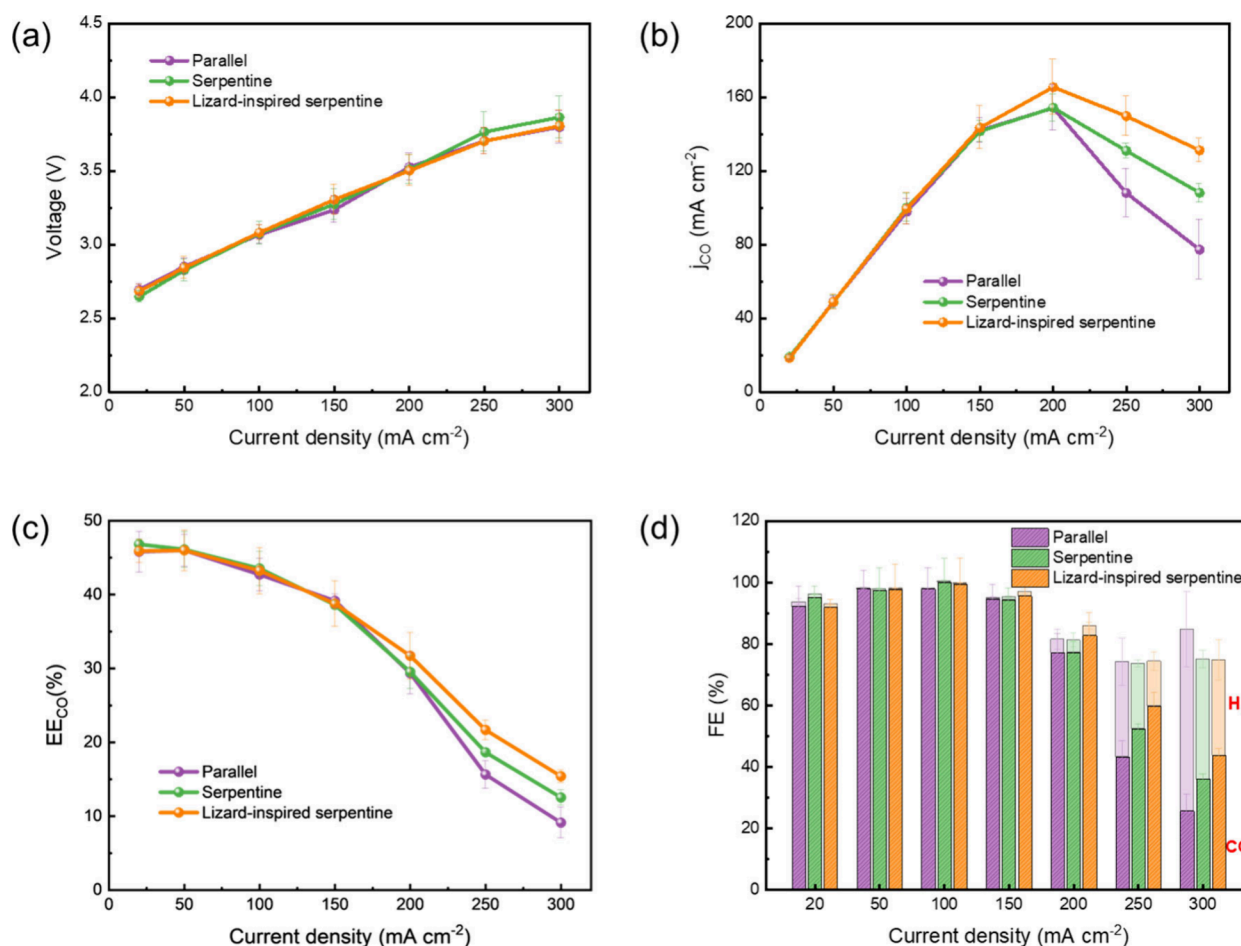 (a)
4.5
4.0
3.5
3.0
2.5
2.0
Voltage (V)
Parallel
Serpentine
Lizard-inspired serpentine
0 50 100 150 200 250 300
Current density (mA cm-2)
(b)
200
160
120
80
40
0
jCO (mA cm-2)
Parallel
Serpentine
Lizard-inspired serpentine
0 50 100 150 200 250 300
Current density (mA cm-2)
(c)
50
40
30
20
10
0
EECO(%)
Parallel
Serpentine
Lizard-inspired serpentine
0 50 100 150 200 250 300
Current density (mA cm-2)
(d)
120
100
80
60
40
20
0
FE (%)
Parallel
Serpentine
Lizard-inspired serpentine
H
20 50 100 150 200 250 300
Current density (mA cm-2)